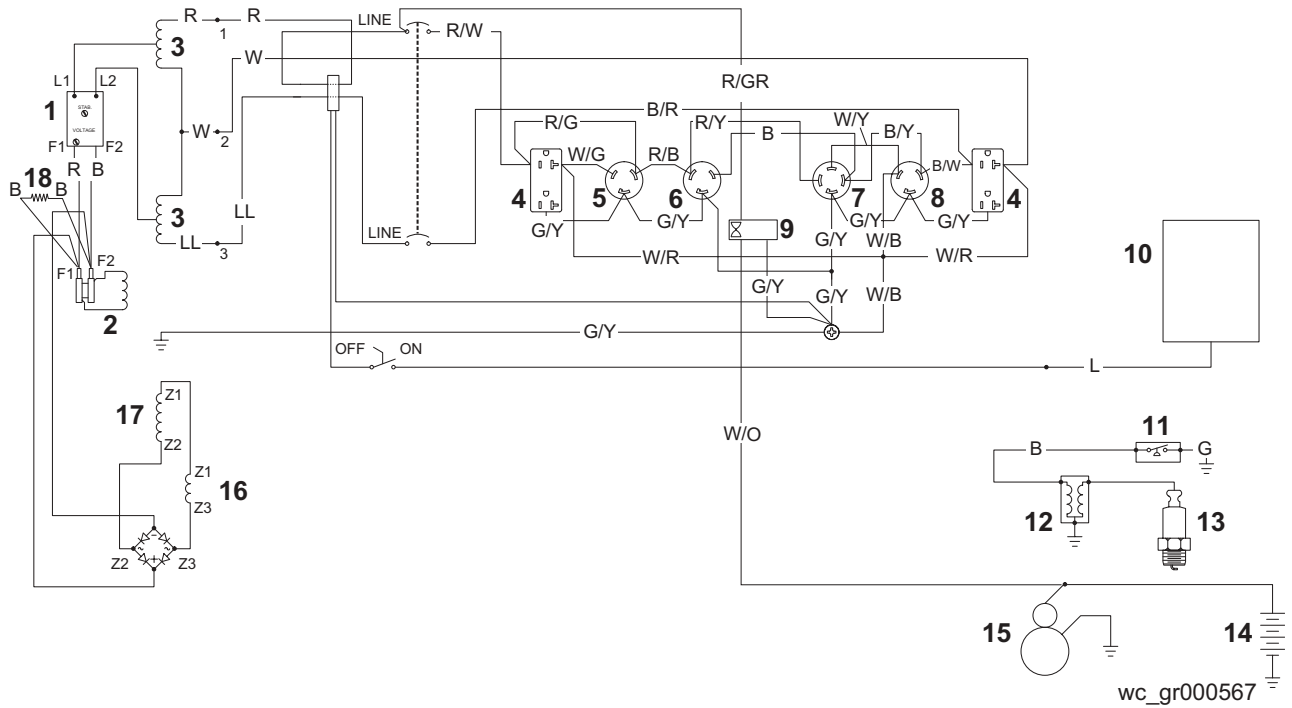 R R LINE R/W
1
3
W
L1 L2
1
STAB.
VOLTAGE
F1 F2
R B
W
2
R/GR
B/R
R/G
R/Y
B
W/Y
B/Y
W/G
R/B
B/W
4 5 6 7 8 4
G/Y G/Y G/Y G/Y
B 18 B
3
LL
LL
3
LINE
9
G/Y
W/B
W/R
W/R
10
F1 F2
2
G/Y
G/Y
W/B
G/Y
OFF ON
L
17
Z1
Z2
W/O
11
B G
Z1
16
Z3
12
13
Z2 Z3
15
14
wc_gr000567